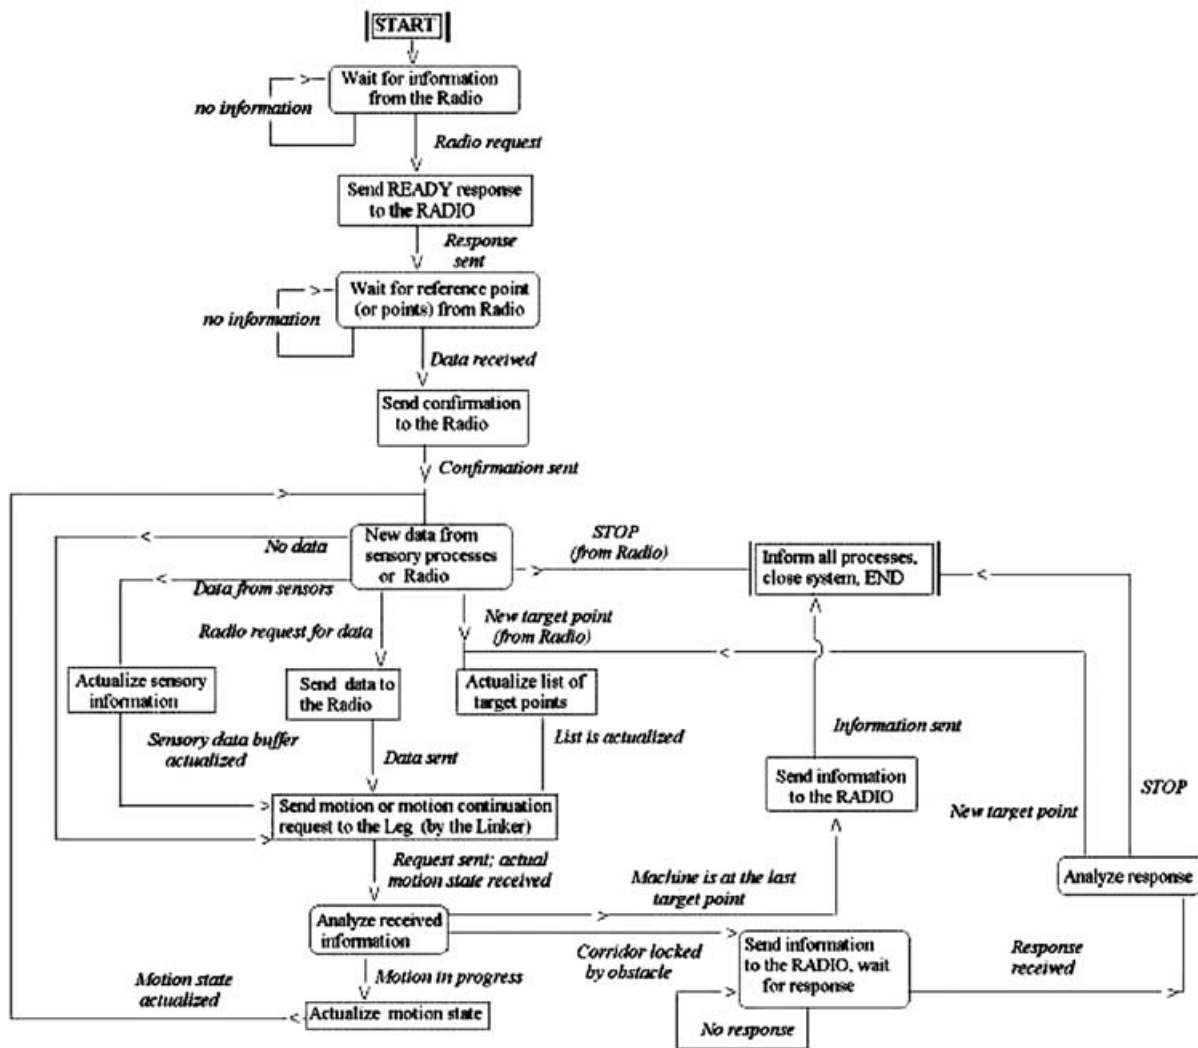 START
Wait for information
from the Radio
no information
Radio request
Send READY response
to the RADIO
Response
sent
Wait for reference point
(or points) from Radio
no information
Data received
Send confirmation
to the Radio
Confirmation sent
New data from
sensory processes
or Radio
No data
STOP
(from Radio)
Inform all processes,
close system, END
Data from sensors
Radio request for data
New target point
(from Radio)
Actualize sensory
information
Send data to
the Radio
Actualize list of
target points
Sensory data buffer
actualized
Data sent
List is actualized
Information sent
Send information
to the RADIO
STOP
New target point
Send motion or motion continuation
request to the Leg (by the Linker)
Request sent; actual
motion state received
Machine is at the last
target point
Analyze response
Analyze received
information
Corridor locked
by obstacle
Send information
to the RADIO, wait
for response
Response
received
Motion state
actualized
Motion in progress
Actualize motion state
No response